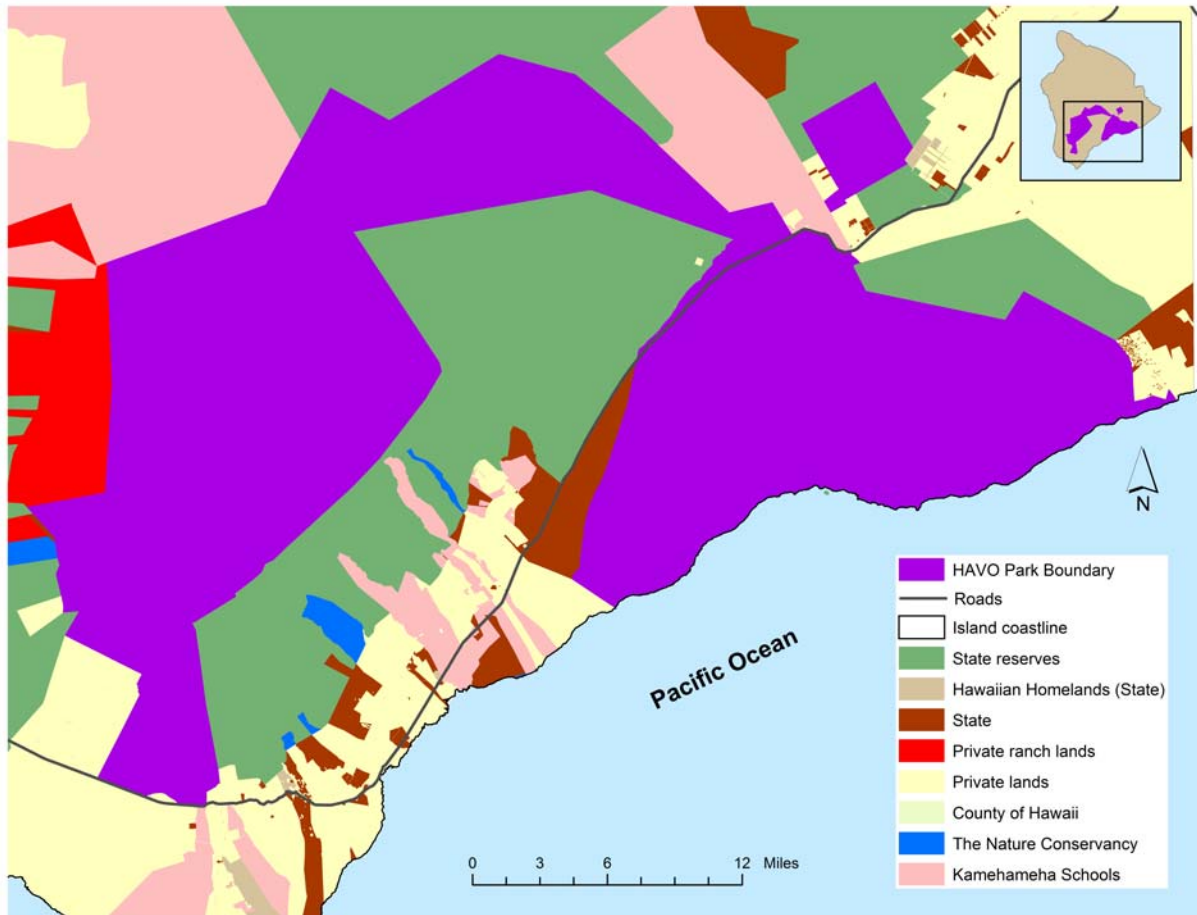 N
Pacific Ocean
HAVO Park Boundary
Roads
Island coastline
State reserves
Hawaiian Homelands (State)
State
Private ranch lands
Private lands
County of Hawaii
The Nature Conservancy
Kamehameha Schools
0 3 6 12 Miles